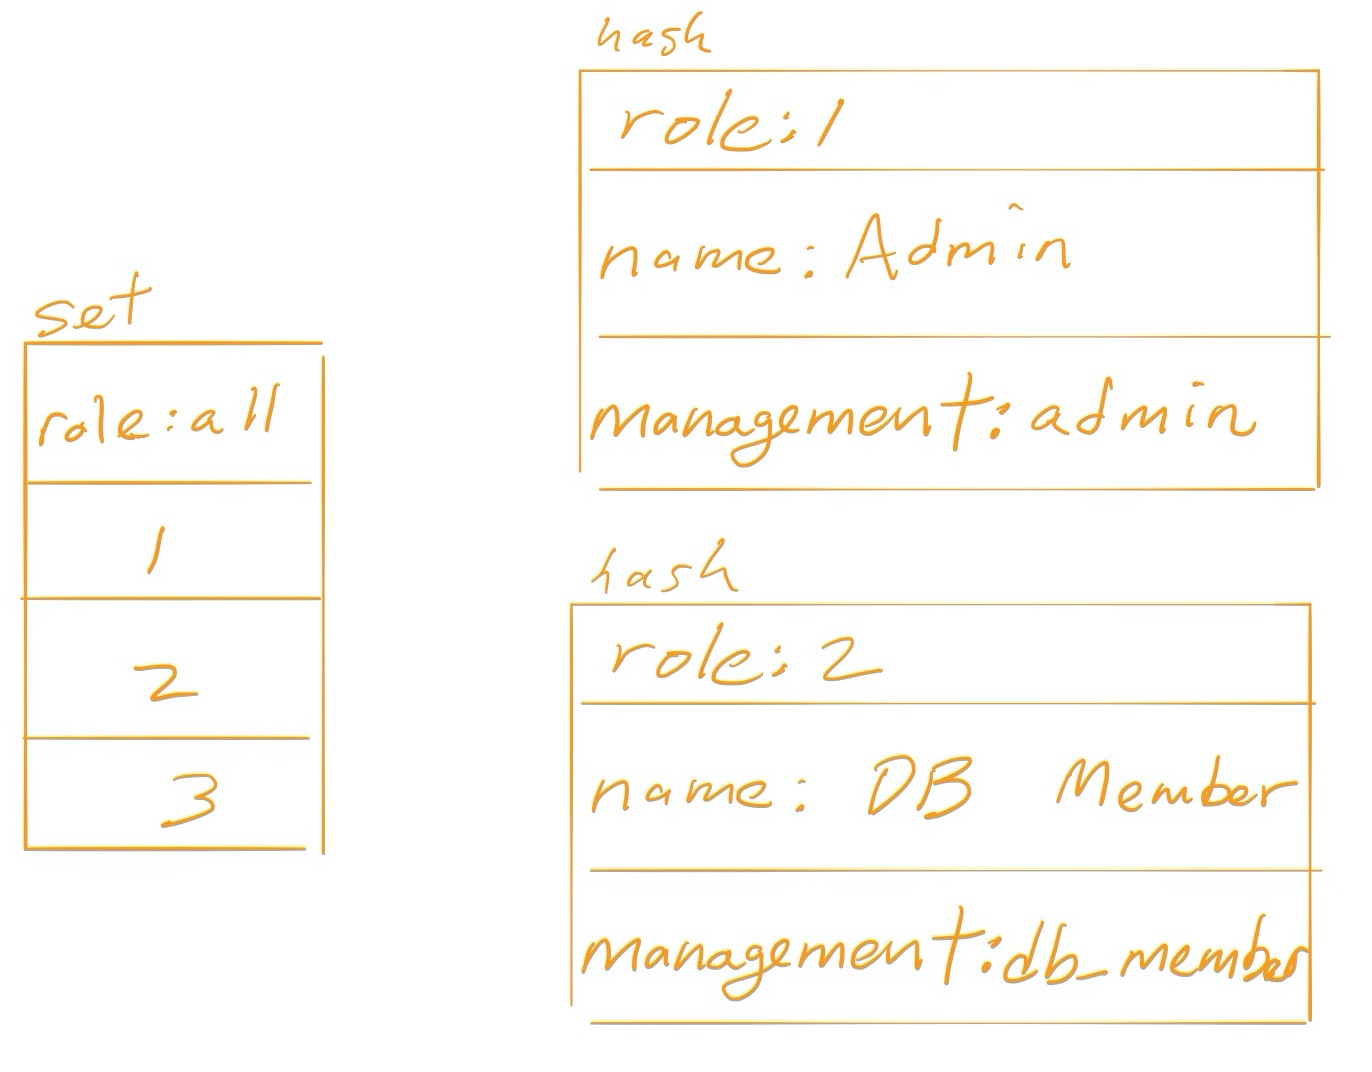 set
role:all
1
2
3
hash
role:1
name: Admin
management: admin
hash
role: 2
name: DB Member
management: db_member